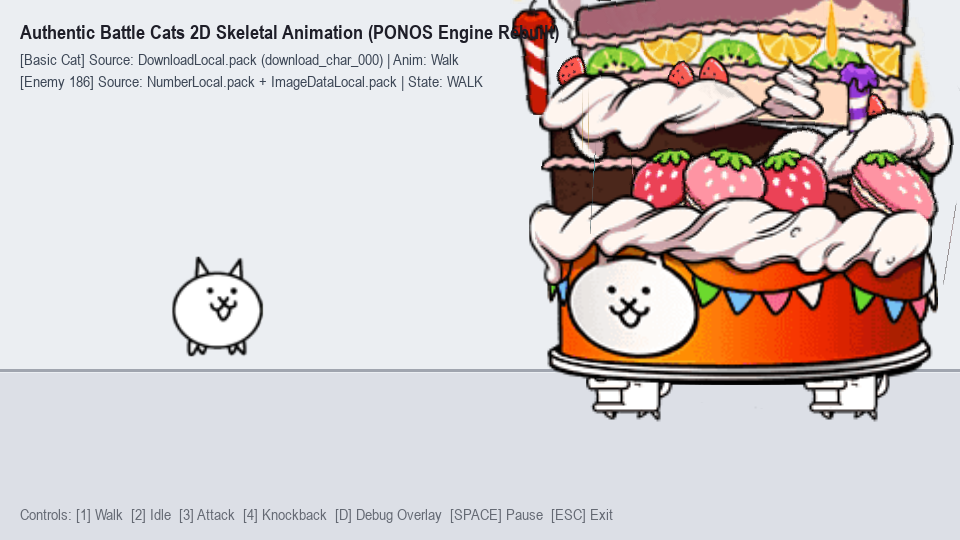 Authentic Battle Cats 2D Skeletal Animation (PONOS Engine Rebuilt)
[Basic Cat] Source: DownloadLocal.pack (download_char_000) | Anim: Walk
[Enemy 186] Source: NumberLocal.pack + ImageDataLocal.pack | State: WALK
Controls: [1] Walk [2] Idle [3] Attack [4] Knockback [D] Debug Overlay [SPACE] Pause [ESC] Exit